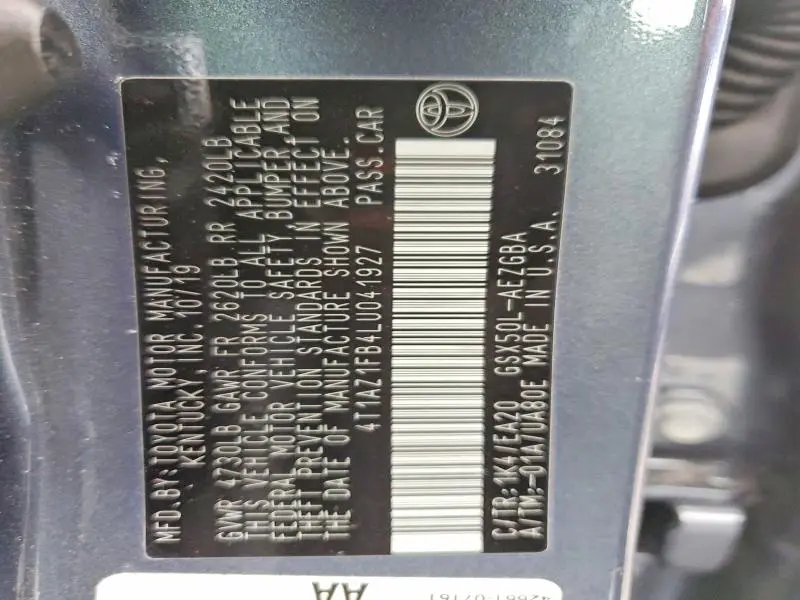 MFD.BY:TOYOTA MOTOR MANUFACTURING,
KENTUCKY, INC. 10/19
GVWR 4730LB GAWR FR 2620LB RR 2420LB
THIS VEHICLE CONFORMS TO ALL APPLICABLE
FEDERAL MOTOR VEHICLE SAFETY, BUMPER, AND
THEFT PREVENTION STANDARDS IN EFFECT ON
THE DATE OF MANUFACTURE SHOWN ABOVE.
4T1AZ1FB4LU041927 PASS.CAR
C/TR:1K4/EA20 GSX50L-AEZGBA
A/TM:-01A/UA80E MADE IN U.S.A. 31084
AA